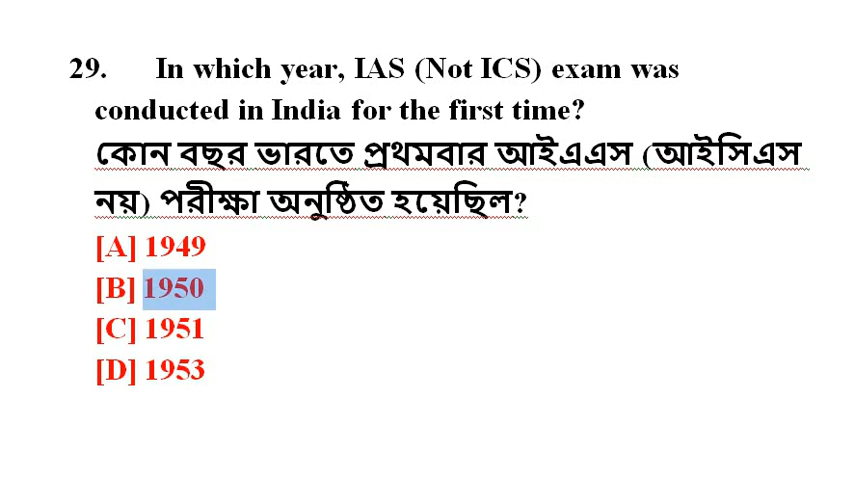 29. In which year, IAS (Not ICS) exam was
conducted in India for the first time?
কোন বছর ভারতে প্রথমবার আইএএস (আইসিএস
নয়) পরীক্ষা অনুষ্ঠিত হয়েছিল?
[A] 1949
[B] 1950
[C] 1951
[D] 1953